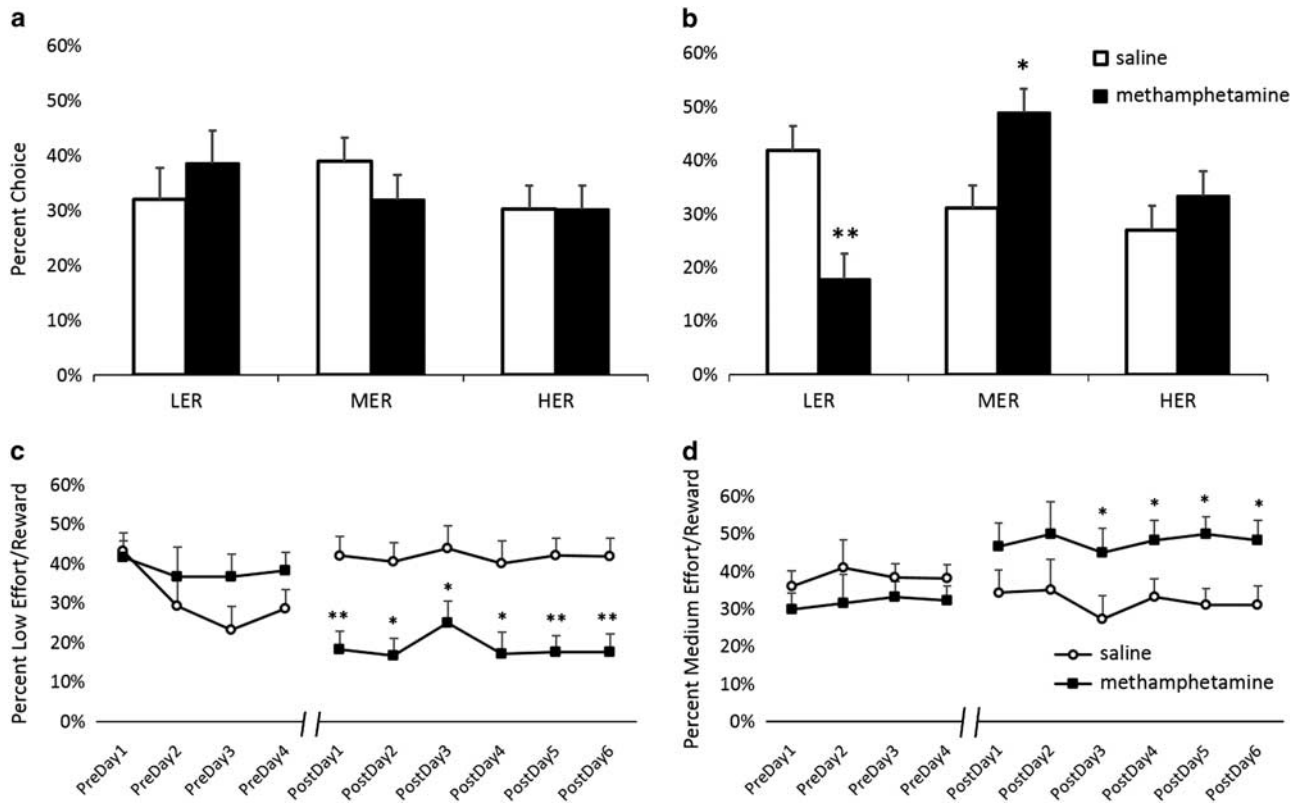 a
Percent Choice
60%
50%
40%
30%
20%
10%
0%
LER MER HER
b
60%
50%
40%
30%
20%
10%
0%
saline
methamphetamine
*
**
LER MER HER
c
Percent Low Effort/Reward
60%
50%
40%
30%
20%
10%
0%
** * * * ** **
PreDay1 PreDay2 PreDay3 PreDay4 PostDay1 PostDay2 PostDay3 PostDay4 PostDay5 PostDay6
d
Percent Medium Effort/Reward
60%
50%
40%
30%
20%
10%
0%
* * * *
saline
methamphetamine
PreDay1 PreDay2 PreDay3 PreDay4 PostDay1 PostDay2 PostDay3 PostDay4 PostDay5 PostDay6